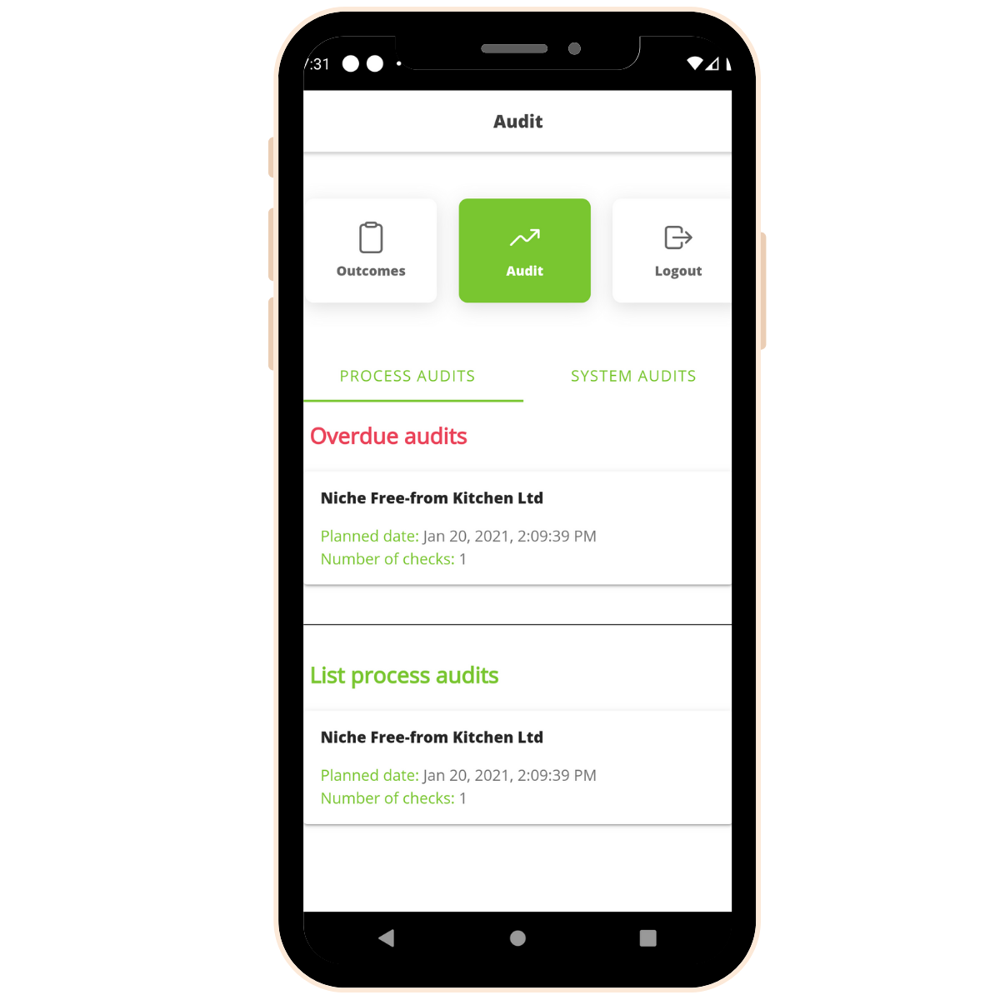 :31
Audit
Outcomes
Audit
Logout
PROCESS AUDITS
SYSTEM AUDITS
Overdue audits
Niche Free-from Kitchen Ltd
Planned date: Jan 20, 2021, 2:09:39 PM
Number of checks: 1
List process audits
Niche Free-from Kitchen Ltd
Planned date: Jan 20, 2021, 2:09:39 PM
Number of checks: 1